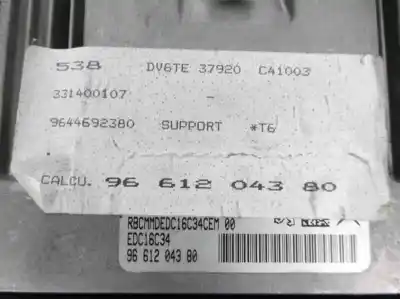 538 DV6TE 37920 C41003
331400107 -
9644692380 SUPPORT *T6
CALCU. 96 612 043 80
RBCMMDEDC16C34CEM 00
EDC16C34
96 612 043 80